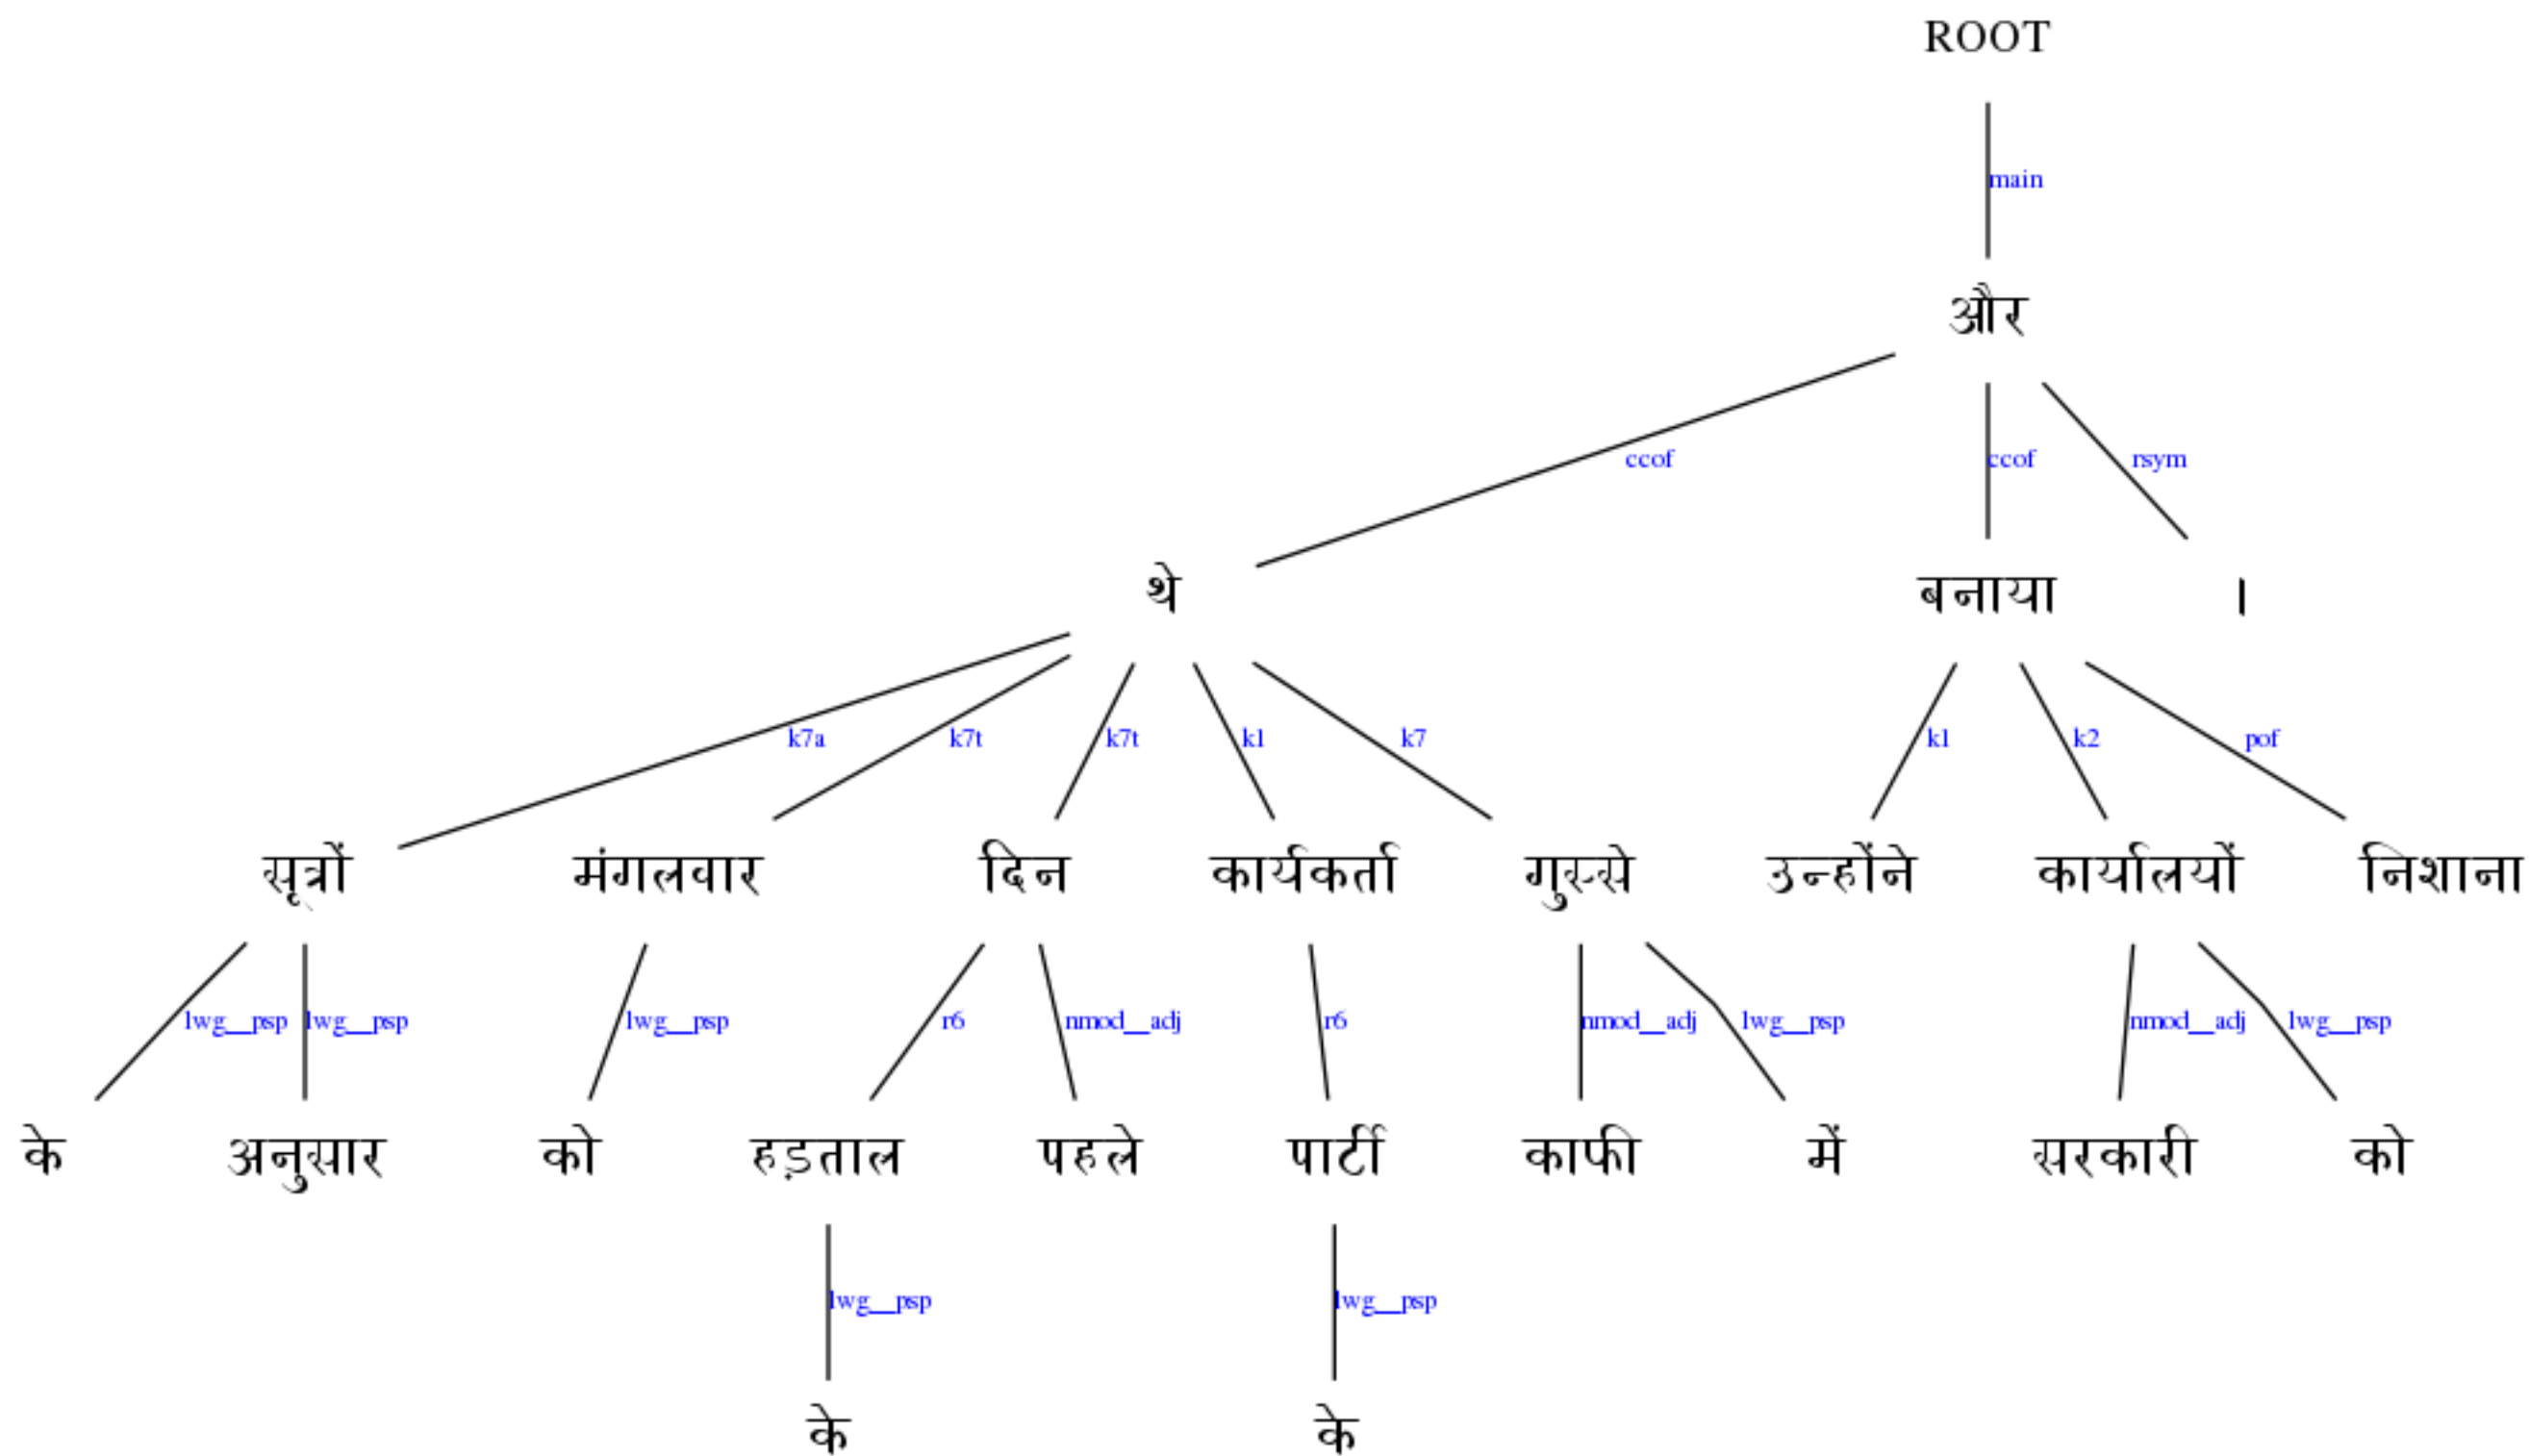 ROOT
main
और
ccof ccof rsym
थे बनाया ।
k7a k7t k7t k1 k7 k1 k2 pof
सूत्रों मंगलवार दिन कार्यकर्ता गुस्से उन्होंने कार्यालयों निशाना
lwg__psp lwg__psp lwg__psp r6 nmod__adj r6 nmod__adj lwg__psp nmod__adj lwg__psp
के अनुसार को हड़ताल पहले पार्टी काफी में सरकारी को
lwg__psp lwg__psp
के के